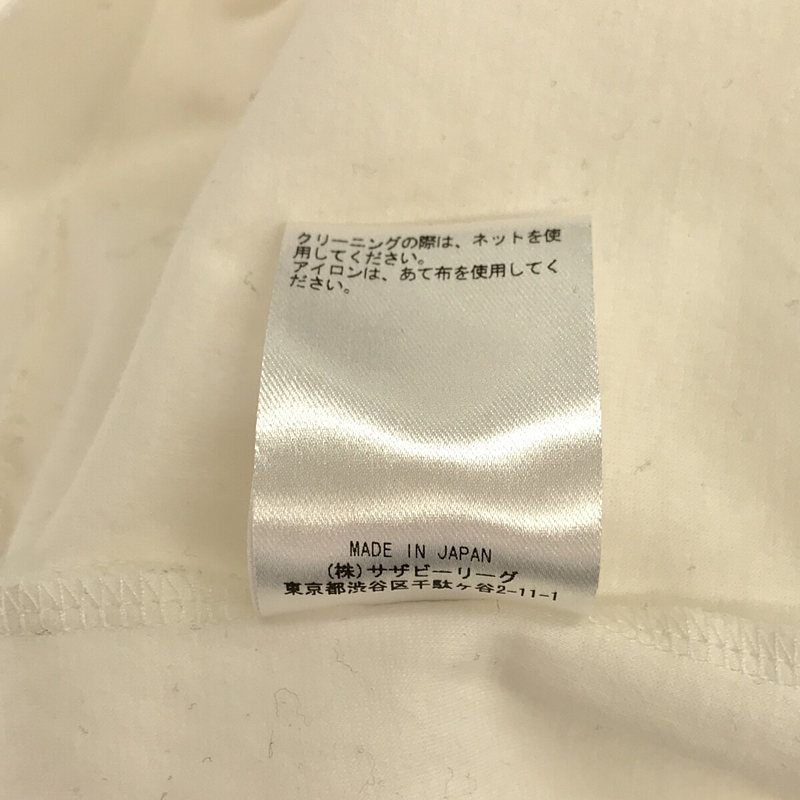 クリーニングの際は、ネットを使
用してください。
アイロンは、あて布を使用してく
ださい。
MADE IN JAPAN
(株)サザビーリーグ
東京都渋谷区千駄ヶ谷2-11-1